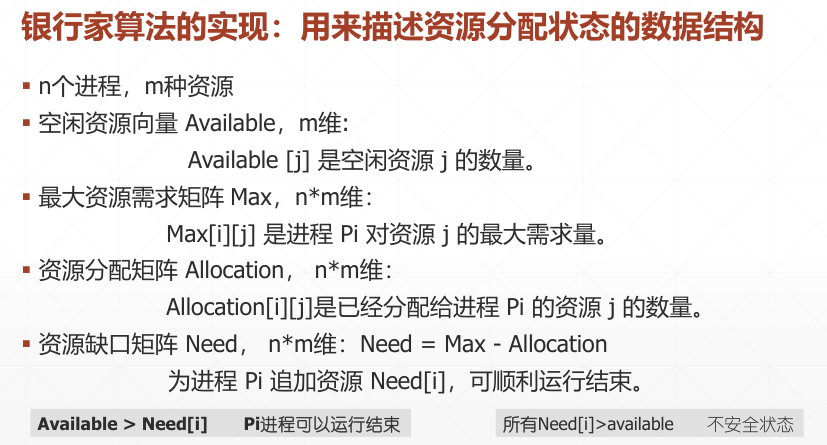 银行家算法的实现：用来描述资源分配状态的数据结构
▪ n个进程，m种资源
▪ 空闲资源向量 Available，m维:
Available [j] 是空闲资源 j 的数量。
▪ 最大资源需求矩阵 Max，n*m维：
Max[i][j] 是进程 Pi 对资源 j 的最大需求量。
▪ 资源分配矩阵 Allocation， n*m维：
Allocation[i][j]是已经分配给进程 Pi 的资源 j 的数量。
▪ 资源缺口矩阵 Need， n*m维：Need = Max - Allocation
为进程 Pi 追加资源 Need[i]，可顺利运行结束。
Available > Need[i] Pi进程可以运行结束
所有Need[i]>available 不安全状态